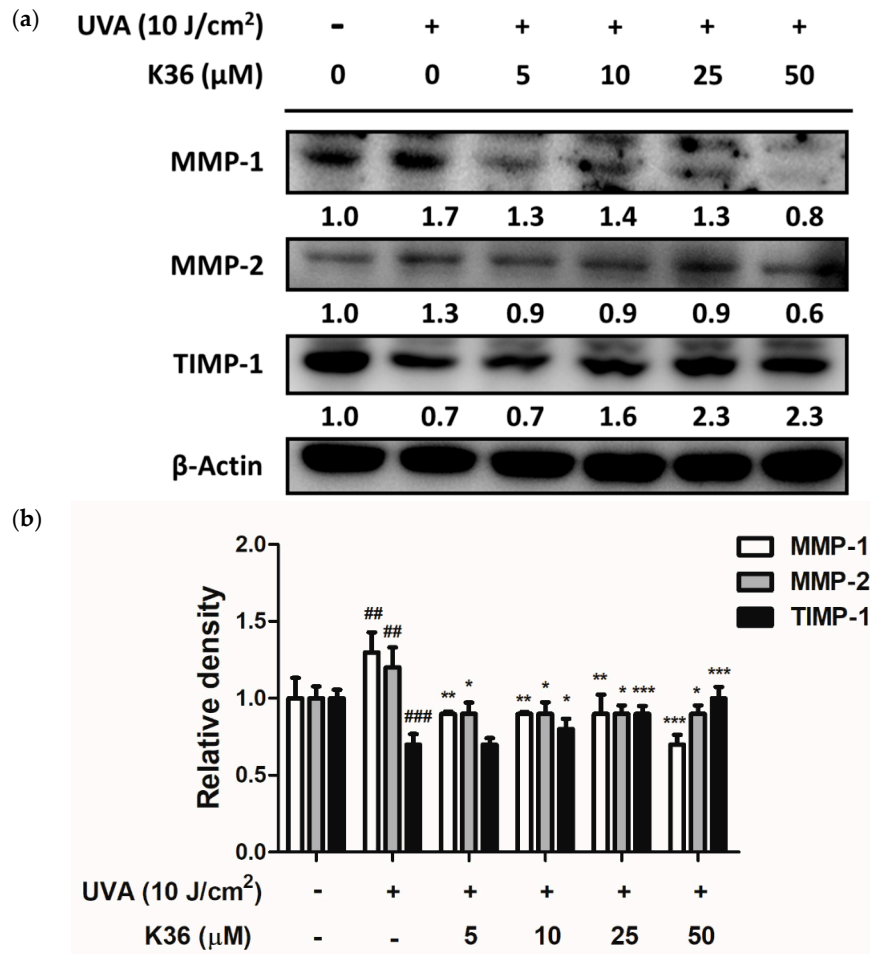 (a)
UVA (10 J/cm²) - + + + + +
K36 (µM) 0 0 5 10 25 50
MMP-1
1.0 1.7 1.3 1.4 1.3 0.8
MMP-2
1.0 1.3 0.9 0.9 0.9 0.6
TIMP-1
1.0 0.7 0.7 1.6 2.3 2.3
β-Actin
(b)
Relative density
2.0
1.5
1.0
0.5
0.0
MMP-1
MMP-2
TIMP-1
## ## ###
** *
** * *
** * ***
*** * ***
UVA (10 J/cm²) - + + + + +
K36 (µM) - - 5 10 25 50